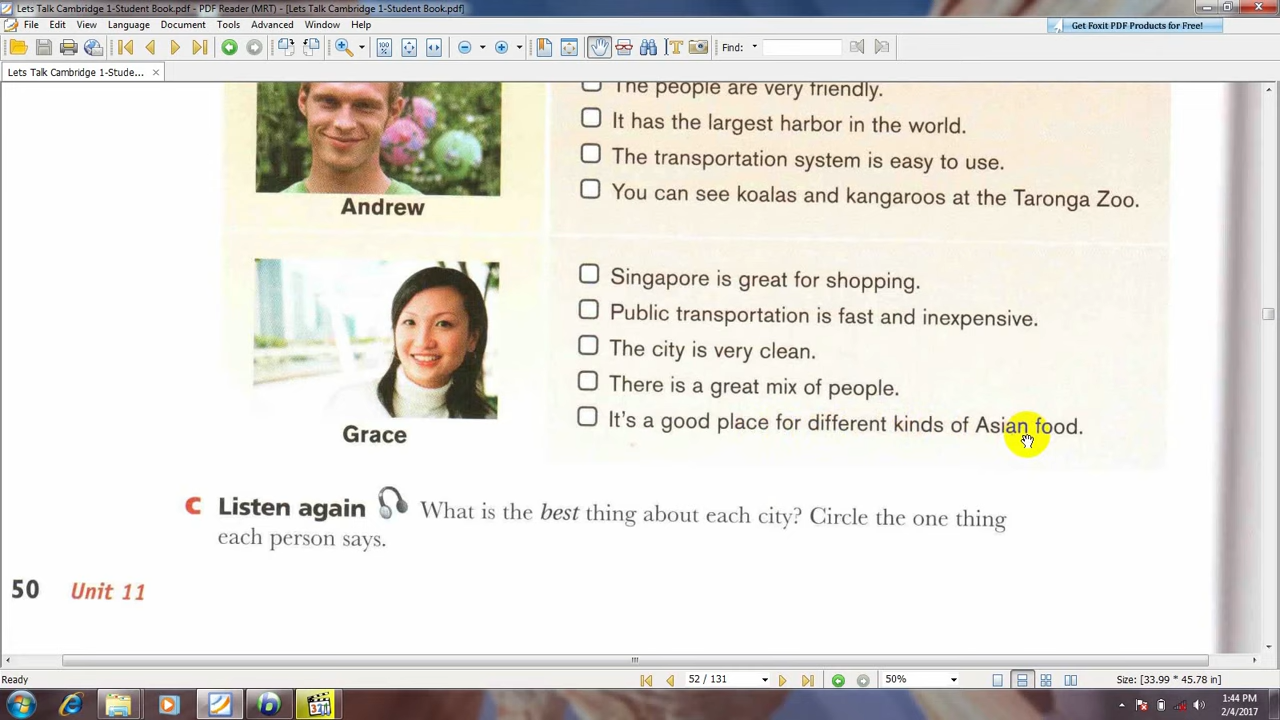 Lets Talk Cambridge 1-Student Book.pdf - PDF Reader (MRT) - [Lets Talk Cambridge 1-Student Book.pdf]
File Edit View Language Document Tools Advanced Window Help
Get Foxit PDF Products for Free!
Find:
Lets Talk Cambridge 1-Stude...
The people are very friendly.
It has the largest harbor in the world.
The transportation system is easy to use.
You can see koalas and kangaroos at the Taronga Zoo.
Andrew
Singapore is great for shopping.
Public transportation is fast and inexpensive.
The city is very clean.
There is a great mix of people.
It's a good place for different kinds of Asian food.
Grace
C Listen again What is the best thing about each city? Circle the one thing
each person says.
50 Unit 11
Ready
52 / 131
50%
Size: [33.99 * 45.78 in]
321
1:44 PM
2/4/2017